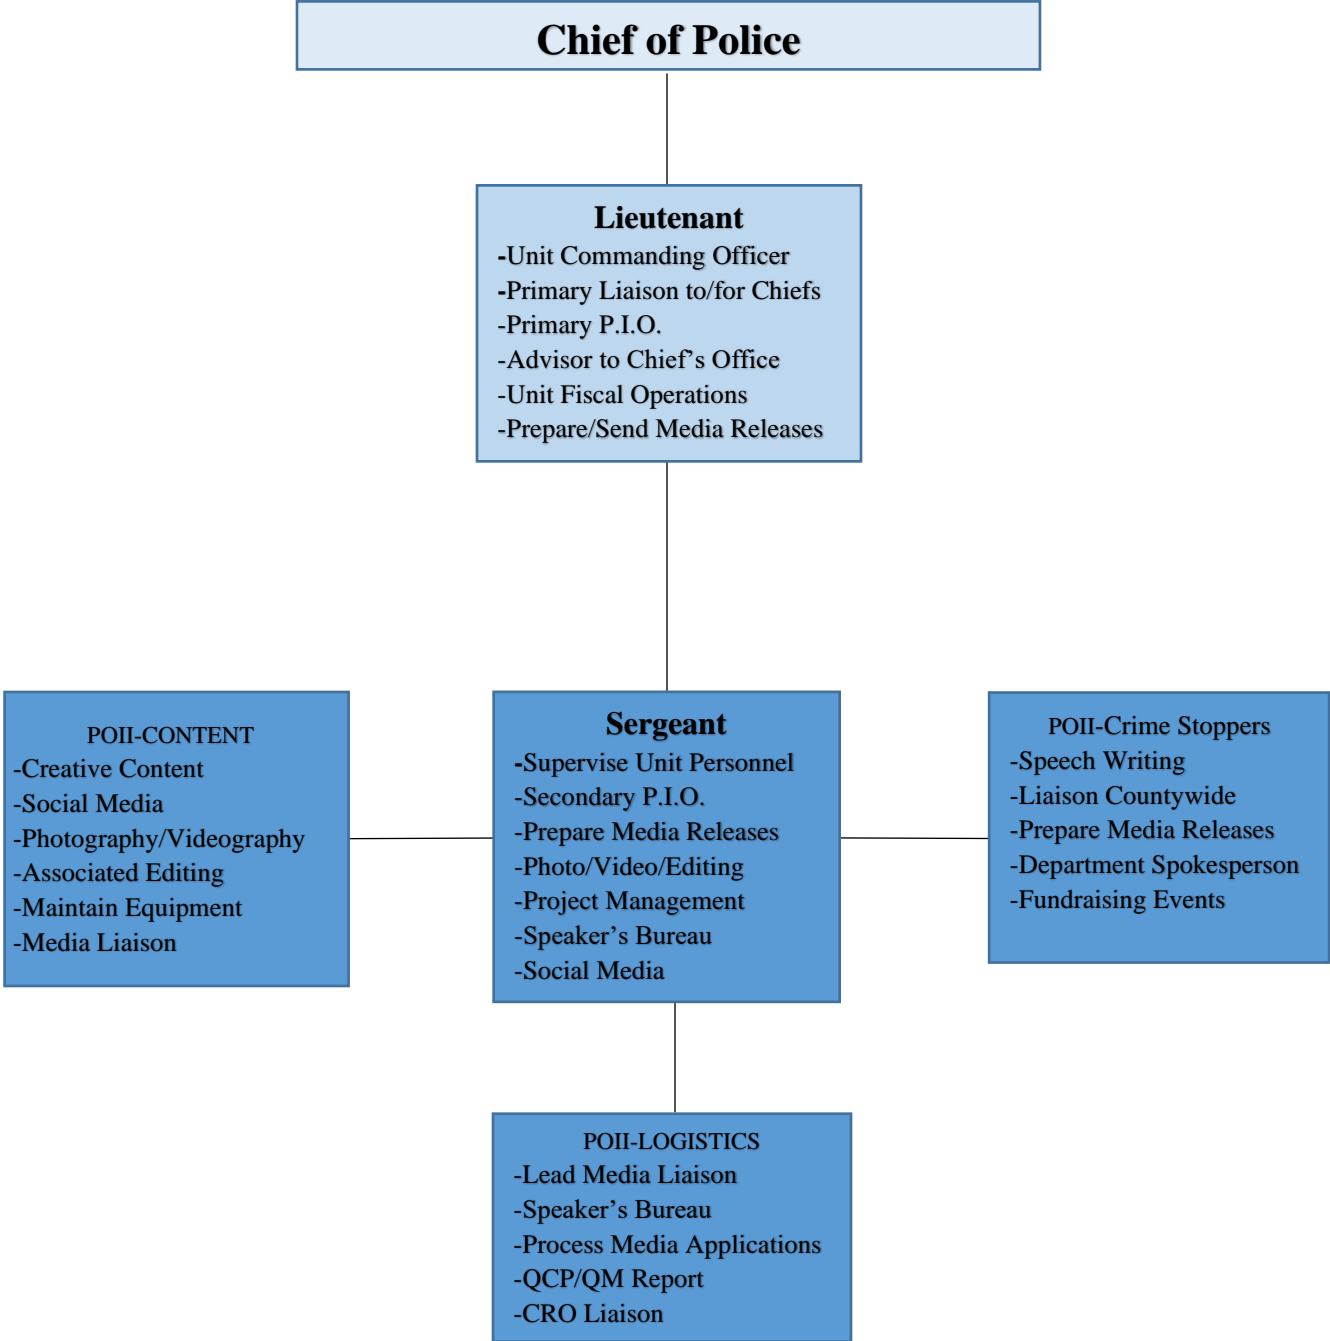 Chief of Police
Lieutenant
-Unit Commanding Officer
-Primary Liaison to/for Chiefs
-Primary P.I.O.
-Advisor to Chief’s Office
-Unit Fiscal Operations
-Prepare/Send Media Releases
POII-CONTENT
-Creative Content
-Social Media
-Photography/Videography
-Associated Editing
-Maintain Equipment
-Media Liaison
Sergeant
-Supervise Unit Personnel
-Secondary P.I.O.
-Prepare Media Releases
-Photo/Video/Editing
-Project Management
-Speaker’s Bureau
-Social Media
POII-Crime Stoppers
-Speech Writing
-Liaison Countywide
-Prepare Media Releases
-Department Spokesperson
-Fundraising Events
POII-LOGISTICS
-Lead Media Liaison
-Speaker’s Bureau
-Process Media Applications
-QCP/QM Report
-CRO Liaison